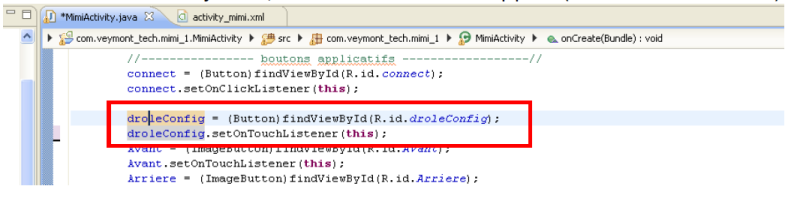 *MimiActivity.java activity_mimi.xml
com.veymont_tech.mimi_1.MimiActivity src com.veymont_tech.mimi_1 MimiActivity onCreate(Bundle) : void
//---------------- boutons applicatifs ------------------//
connect = (Button)findViewById(R.id.connect);
connect.setOnClickListener(this);
droleConfig = (Button)findViewById(R.id.droleConfig);
droleConfig.setOnTouchListener(this);
Avant = (ImageButton)findViewById(R.id.Avant);
Avant.setOnTouchListener(this);
Arriere = (ImageButton)findViewById(R.id.Arriere);